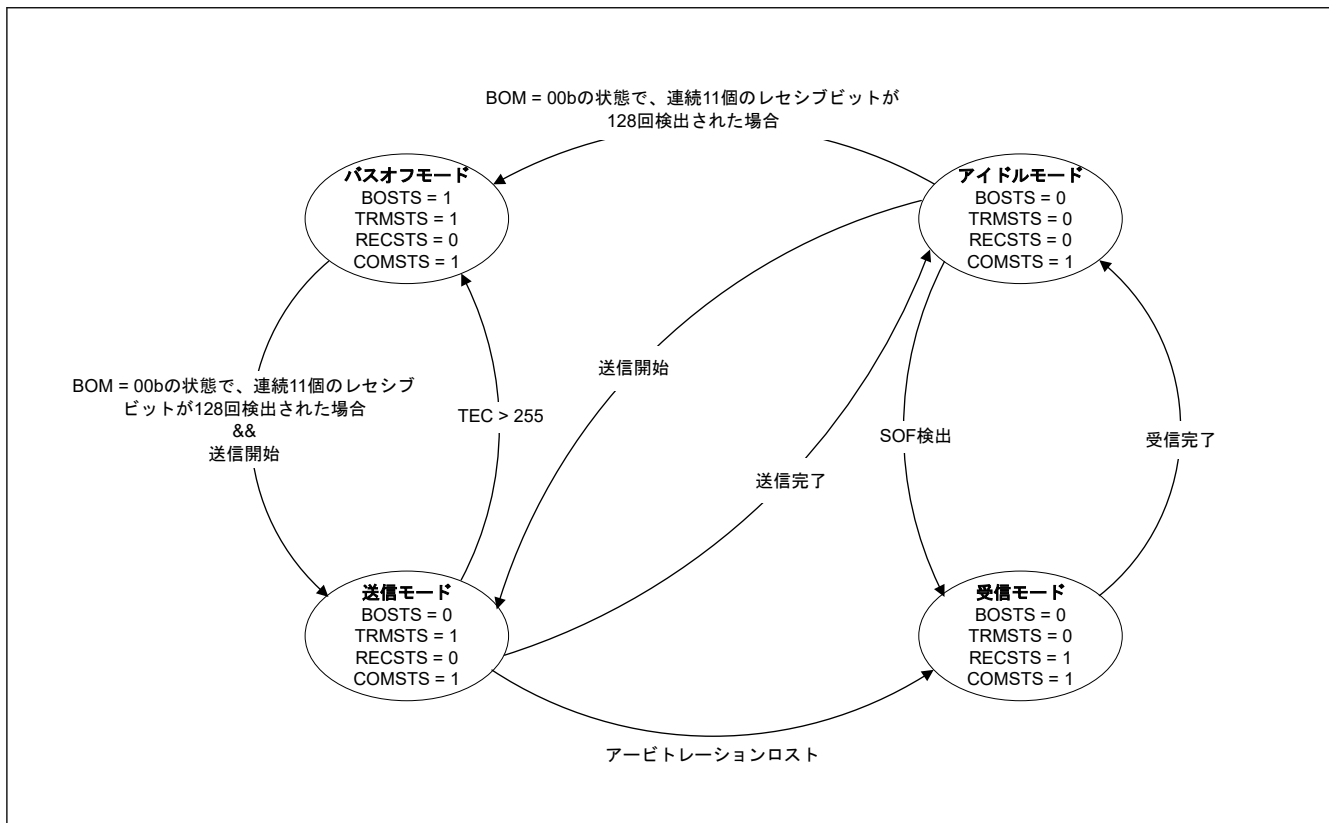 BOM = 00bの状態で、連続11個のレセシブビットが
128回検出された場合
バスオフモード
BOSTS = 1
TRMSTS = 1
RECSTS = 0
COMSTS = 1
アイドルモード
BOSTS = 0
TRMSTS = 0
RECSTS = 0
COMSTS = 1
BOM = 00bの状態で、連続11個のレセシブ
ビットが128回検出された場合
&&
送信開始
TEC > 255
送信開始
送信完了
SOF検出
受信完了
送信モード
BOSTS = 0
TRMSTS = 1
RECSTS = 0
COMSTS = 1
受信モード
BOSTS = 0
TRMSTS = 0
RECSTS = 1
COMSTS = 1
アービトレーションロスト